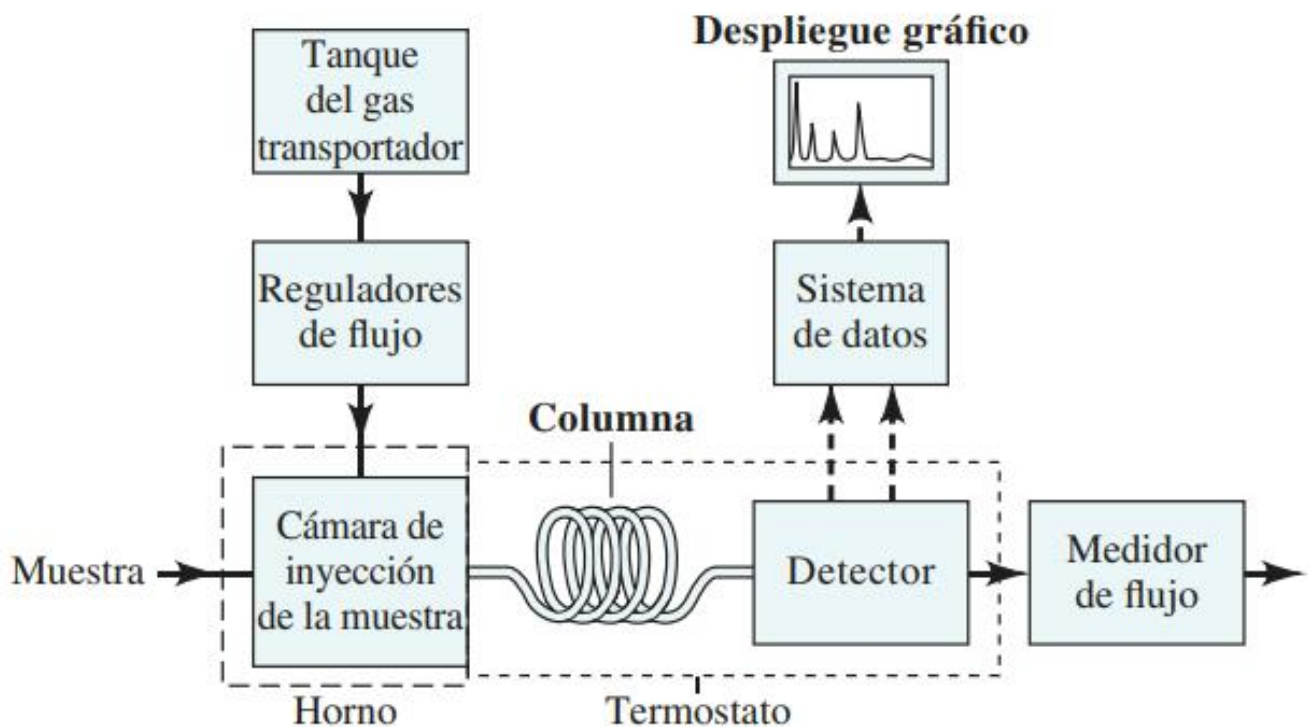 Tanque
del gas
transportador
Despliegue gráfico
Reguladores
de flujo
Sistema
de datos
Columna
Muestra
Cámara de
inyección
de la muestra
Detector
Medidor
de flujo
Horno
Termostato